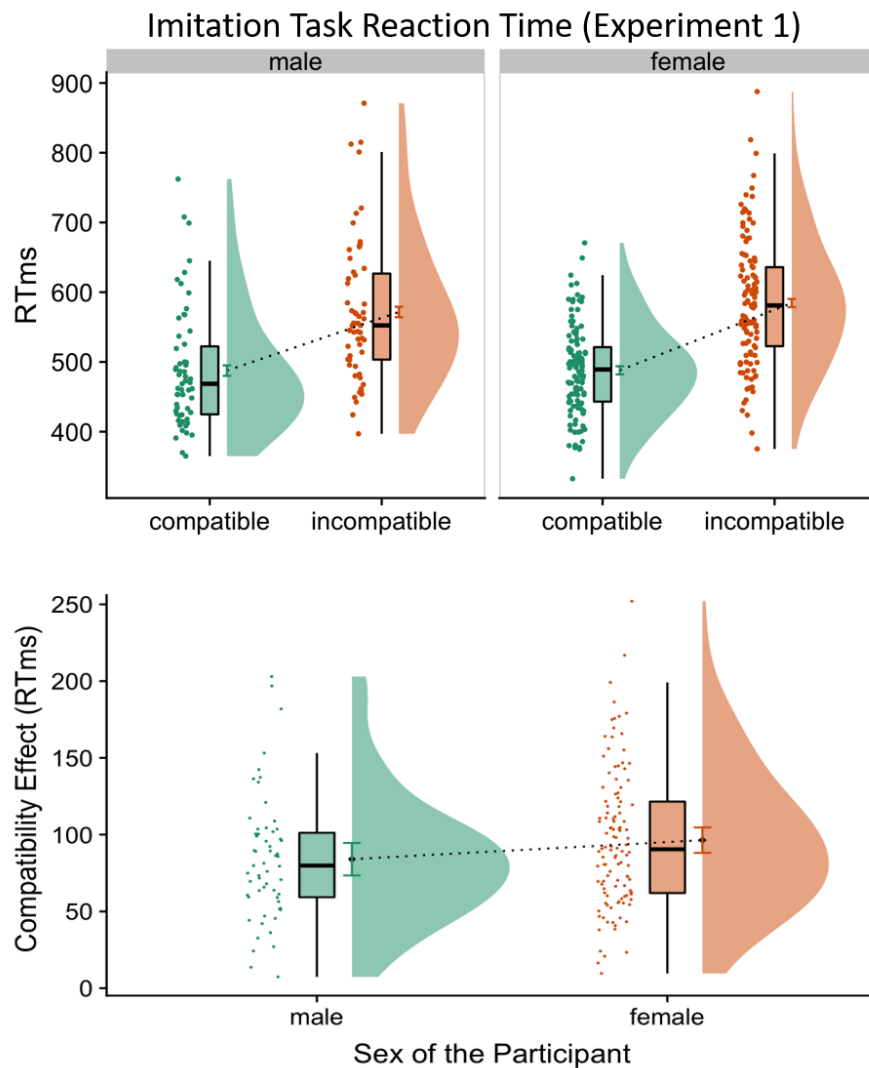 Imitation Task Reaction Time (Experiment 1)
male female
900
800
700
600
500
400
RTms
compatible incompatible compatible incompatible
250
200
150
100
50
0
Compatibility Effect (RTms)
male female
Sex of the Participant